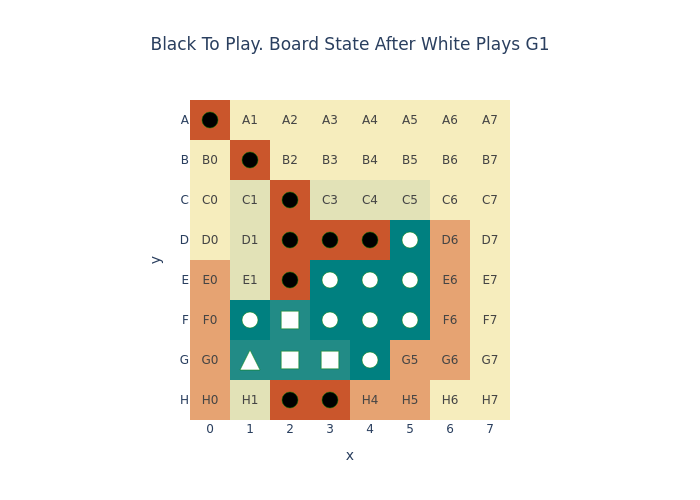 Black To Play. Board State After White Plays G1
A A1 A2 A3 A4 A5 A6 A7
B B0 B2 B3 B4 B5 B6 B7
C C0 C1 C3 C4 C5 C6 C7
D D0 D1 D6 D7
E E0 E1 E6 E7
F F0 F6 F7
G G0 G5 G6 G7
H H0 H1 H4 H5 H6 H7
0 1 2 3 4 5 6 7
x
y